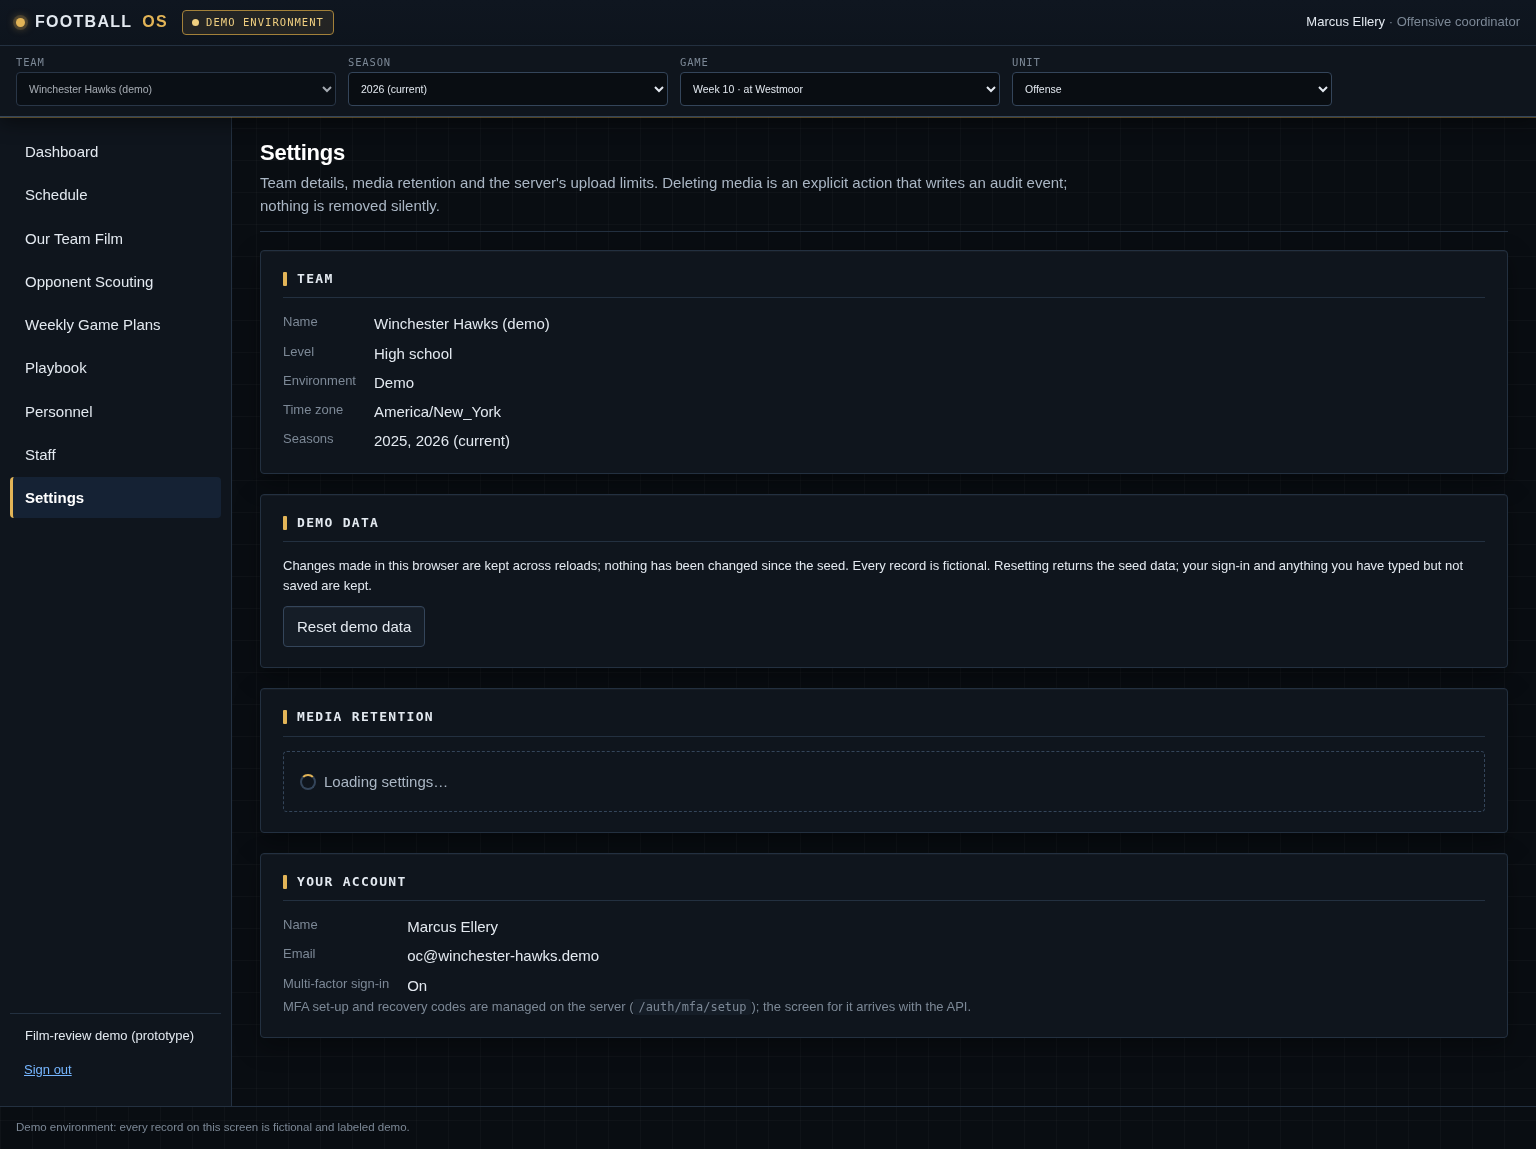 FOOTBALL OS
DEMO ENVIRONMENT
Marcus Ellery · Offensive coordinator
TEAM
SEASON
GAME
UNIT
Winchester Hawks (demo)
2026 (current)
Week 10 · at Westmoor
Offense
Dashboard
Schedule
Our Team Film
Opponent Scouting
Weekly Game Plans
Playbook
Personnel
Staff
Settings
Film-review demo (prototype)
Sign out
Settings
Team details, media retention and the server's upload limits. Deleting media is an explicit action that writes an audit event;
nothing is removed silently.
TEAM
Name Winchester Hawks (demo)
Level High school
Environment Demo
Time zone America/New_York
Seasons 2025, 2026 (current)
DEMO DATA
Changes made in this browser are kept across reloads; nothing has been changed since the seed. Every record is fictional. Resetting returns the seed data; your sign-in and anything you have typed but not
saved are kept.
Reset demo data
MEDIA RETENTION
Loading settings…
YOUR ACCOUNT
Name Marcus Ellery
Email oc@winchester-hawks.demo
Multi-factor sign-in On
MFA set-up and recovery codes are managed on the server ( /auth/mfa/setup ); the screen for it arrives with the API.
Demo environment: every record on this screen is fictional and labeled demo.